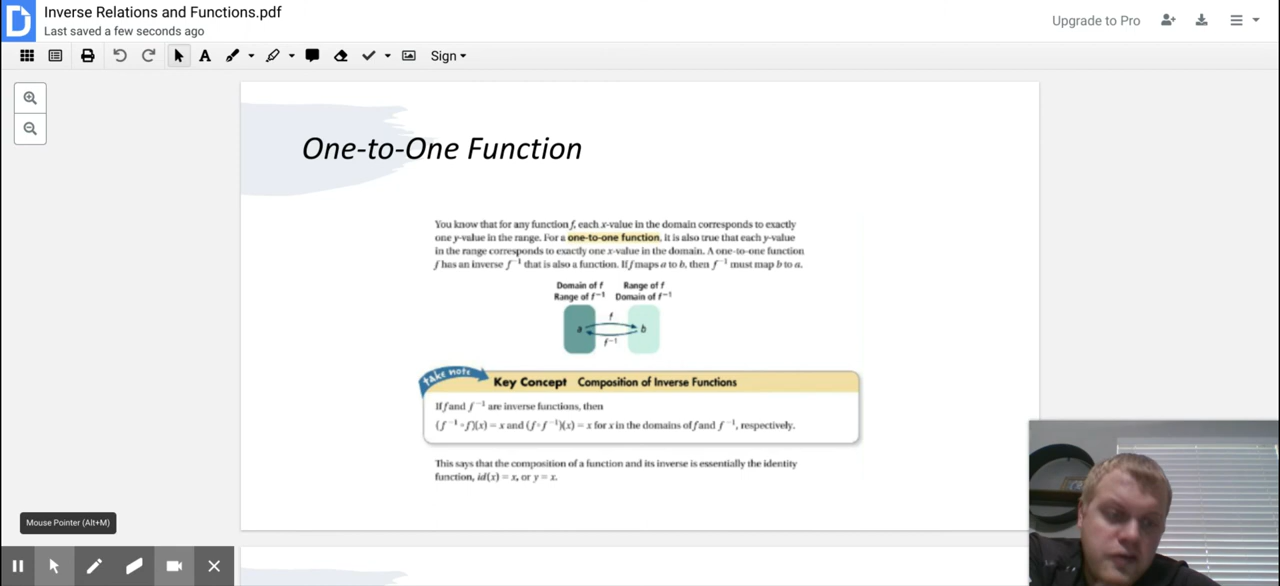 Inverse Relations and Functions.pdf
Last saved a few seconds ago
Upgrade to Pro
A
Sign
One-to-One Function
You know that for any function f, each x-value in the domain corresponds to exactly
one y-value in the range. For a one-to-one function, it is also true that each y-value
in the range corresponds to exactly one x-value in the domain. A one-to-one function
f has an inverse f⁻¹ that is also a function. If f maps a to b, then f⁻¹ must map b to a.
Domain of f Range of f
Range of f⁻¹ Domain of f⁻¹
f
a b
f⁻¹
take note
Key Concept Composition of Inverse Functions
If f and f⁻¹ are inverse functions, then
(f⁻¹ ∘ f)(x) = x and (f ∘ f⁻¹)(x) = x for x in the domains of f and f⁻¹, respectively.
This says that the composition of a function and its inverse is essentially the identity
function, id(x) = x, or y = x.
Mouse Pointer (Alt+M)